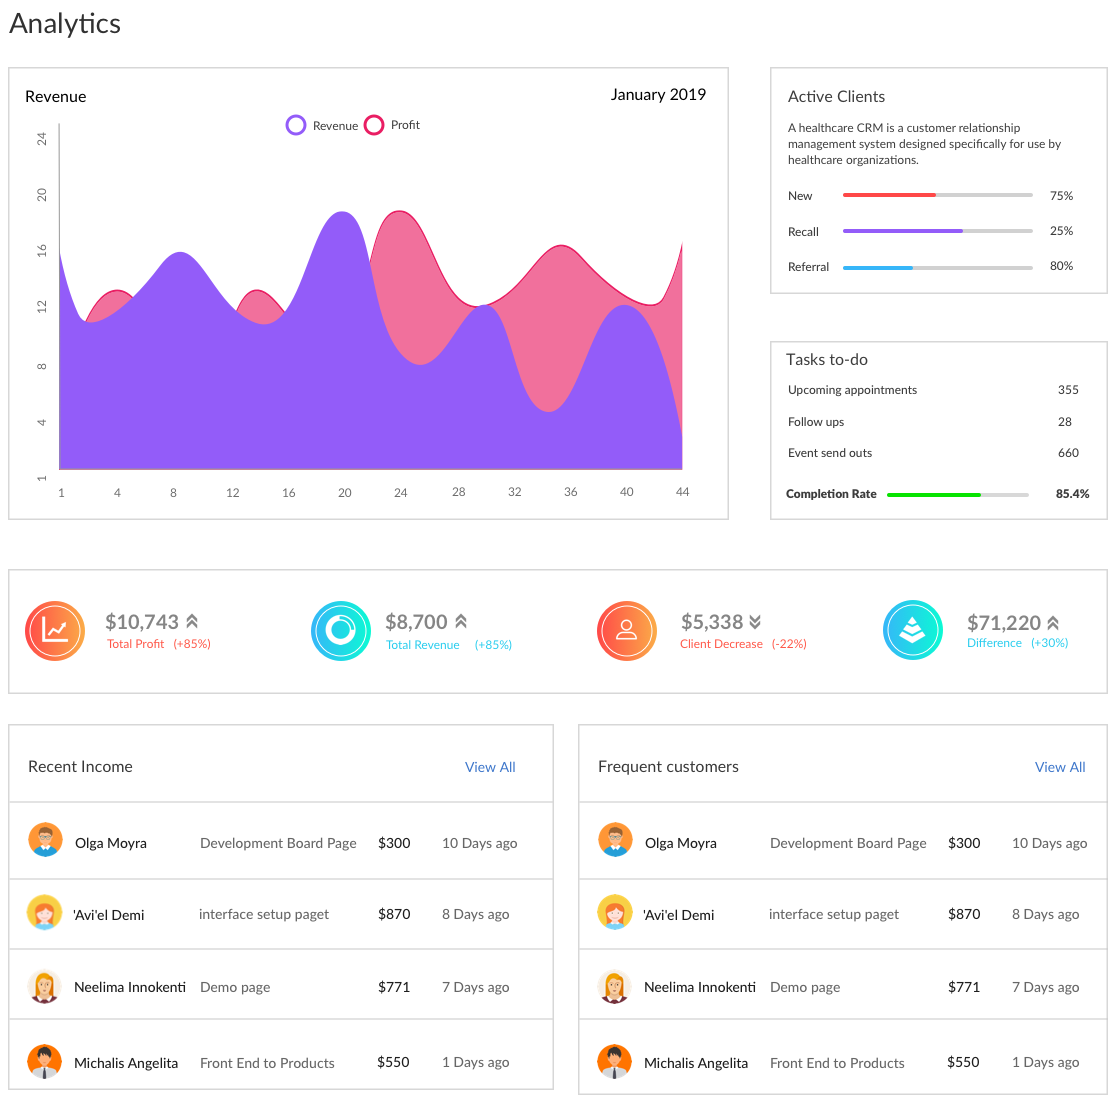 Analytics
Revenue
January 2019
Revenue
Profit
24
20
16
12
8
4
1
1 4 8 12 16 20 24 28 32 36 40 44
Active Clients
A healthcare CRM is a customer relationship
management system designed specifically for use by
healthcare organizations.
New 75%
Recall 25%
Referral 80%
Tasks to-do
Upcoming appointments 355
Follow ups 28
Event send outs 660
Completion Rate 85.4%
$10,743
Total Profit (+85%)
$8,700
Total Revenue (+85%)
$5,338
Client Decrease (-22%)
$71,220
Difference (+30%)
Recent Income View All
Olga Moyra Development Board Page $300 10 Days ago
'Avi'el Demi interface setup paget $870 8 Days ago
Neelima Innokenti Demo page $771 7 Days ago
Michalis Angelita Front End to Products $550 1 Days ago
Frequent customers View All
Olga Moyra Development Board Page $300 10 Days ago
'Avi'el Demi interface setup paget $870 8 Days ago
Neelima Innokenti Demo page $771 7 Days ago
Michalis Angelita Front End to Products $550 1 Days ago